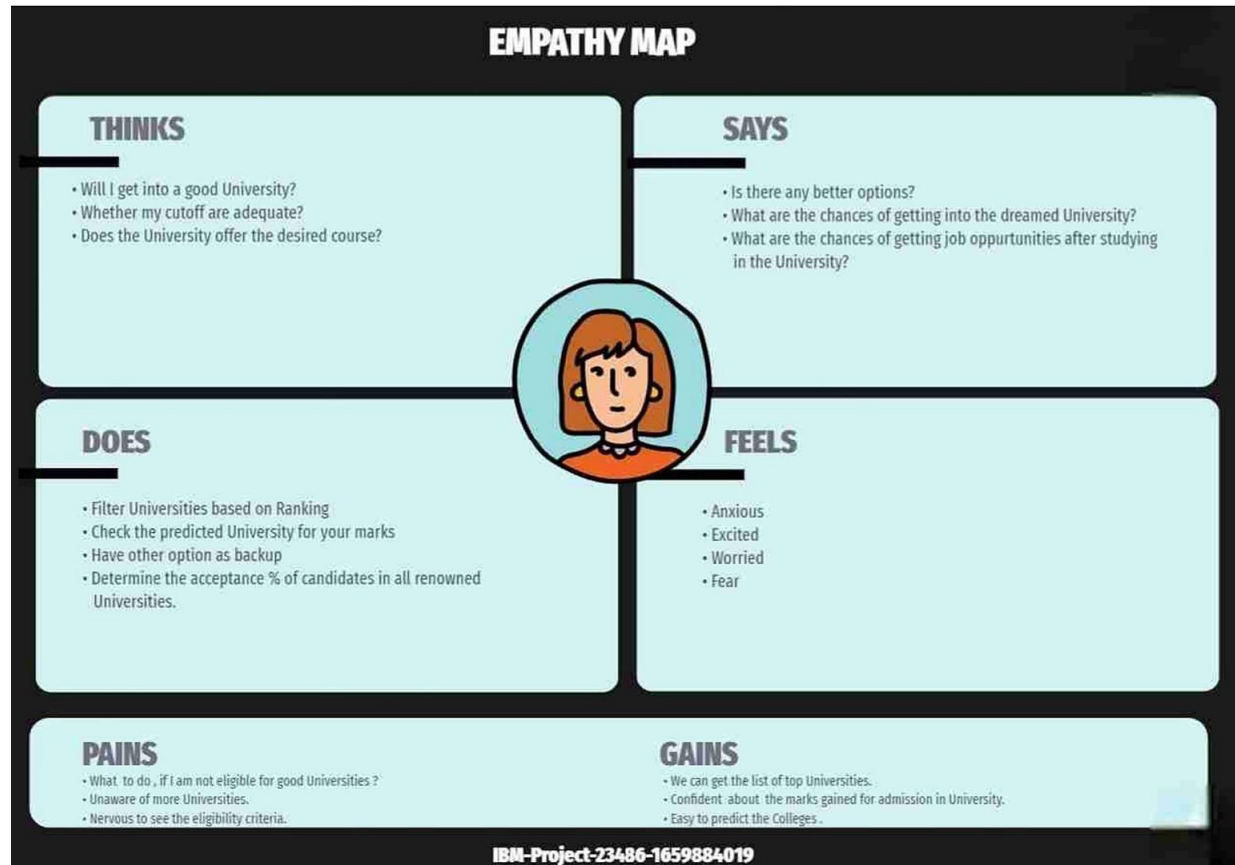 EMPATHY MAP
THINKS
• Will I get into a good University?
• Whether my cutoff are adequate?
• Does the University offer the desired course?
SAYS
• Is there any better options?
• What are the chances of getting into the dreamed University?
• What are the chances of getting job oppurtunities after studying
in the University?
DOES
• Filter Universities based on Ranking
• Check the predicted University for your marks
• Have other option as backup
• Determine the acceptance % of candidates in all renowned
Universities.
FEELS
• Anxious
• Excited
• Worried
• Fear
PAINS
• What to do , if I am not eligible for good Universities ?
• Unaware of more Universities.
• Nervous to see the eligibility criteria.
GAINS
• We can get the list of top Universities.
• Confident about the marks gained for admission in University.
• Easy to predict the Colleges .
IBM-Project-23486-1659884019